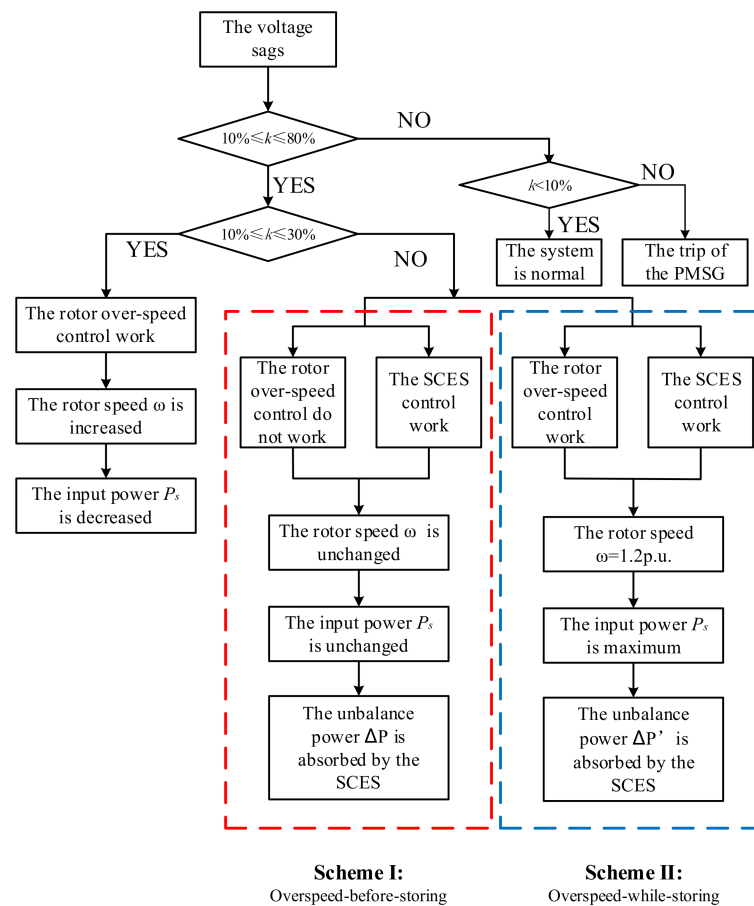 The voltage
sags
10%≤k≤80%
NO
YES
k<10%
NO
YES
The system
is normal
The trip of
the PMSG
10%≤k≤30%
YES
NO
The rotor over-speed
control work
The rotor speed ω is
increased
The input power Ps
is decreased
The rotor
over-speed
control do
not work
The SCES
control
work
The rotor speed ω is
unchanged
The input power Ps
is unchanged
The unbalance
power ΔP is
absorbed by the
SCES
The rotor
over-speed
control
work
The SCES
control
work
The rotor speed
ω=1.2p.u.
The input power Ps
is maximum
The unbalance
power ΔP’ is
absorbed by the
SCES
Scheme I:
Overspeed-before-storing
Scheme II:
Overspeed-while-storing